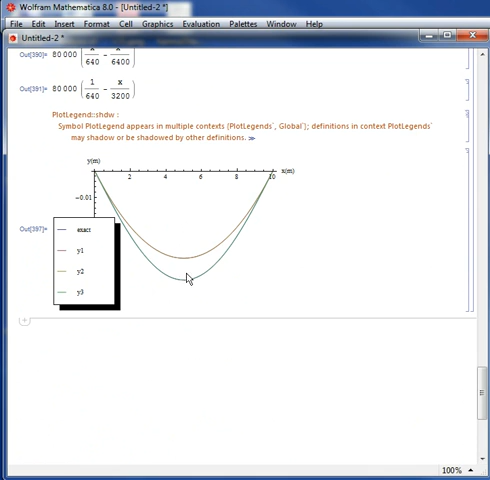 Wolfram Mathematica 8.0 - [Untitled-2 *]
File Edit Insert Format Cell Graphics Evaluation Palettes Window Help
Untitled-2 *
Out[390]= 80 000
640 6400
Out[391]= 80 000 ( 1/640 - x/3200 )
PlotLegend::shdw :
Symbol PlotLegend appears in multiple contexts {PlotLegends`, Global`}; definitions in context PlotLegends`
may shadow or be shadowed by other definitions. ≫
y(m)
2 4 6 8 10 x(m)
-0.01
Out[397]=
exact
y1
y2
y3
100%